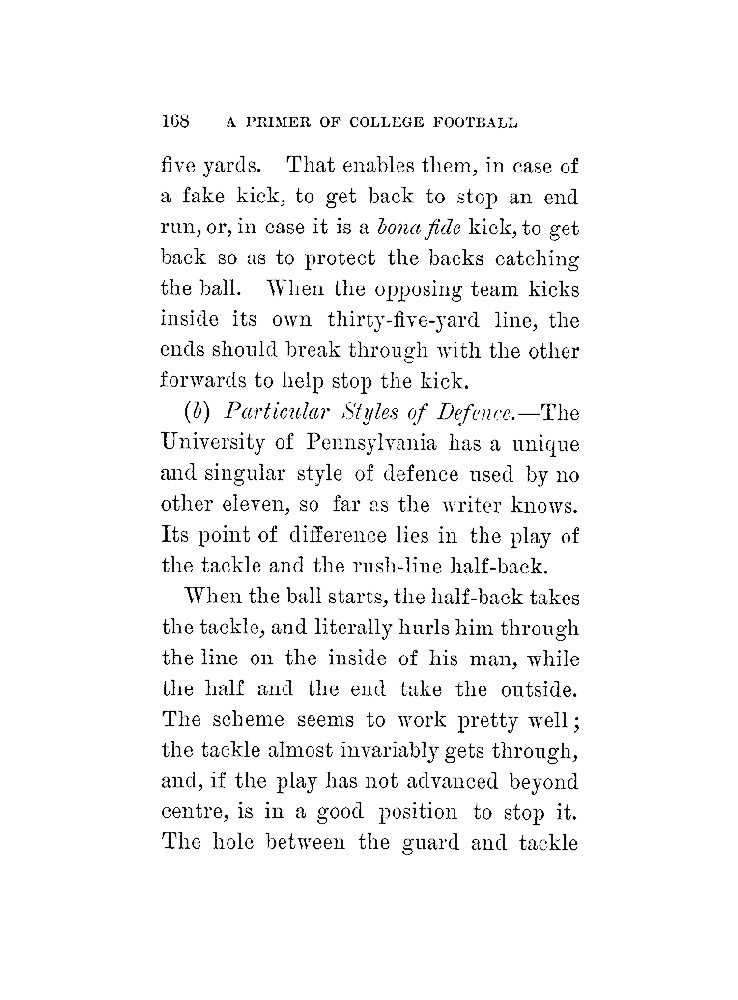 168 A PRIMER OF COLLEGE FOOTBALL
five yards. That enables them, in case of
a fake kick, to get back to stop an end
run, or, in case it is a bona fide kick, to get
back so as to protect the backs catching
the ball. When the opposing team kicks
inside its own thirty-five-yard line, the
ends should break through with the other
forwards to help stop the kick.
(b) Particular Styles of Defence.—The
University of Pennsylvania has a unique
and singular style of defence used by no
other eleven, so far as the writer knows.
Its point of difference lies in the play of
the tackle and the rush-line half-back.
When the ball starts, the half-back takes
the tackle, and literally hurls him through
the line on the inside of his man, while
the half and the end take the outside.
The scheme seems to work pretty well;
the tackle almost invariably gets through,
and, if the play has not advanced beyond
centre, is in a good position to stop it.
The hole between the guard and tackle